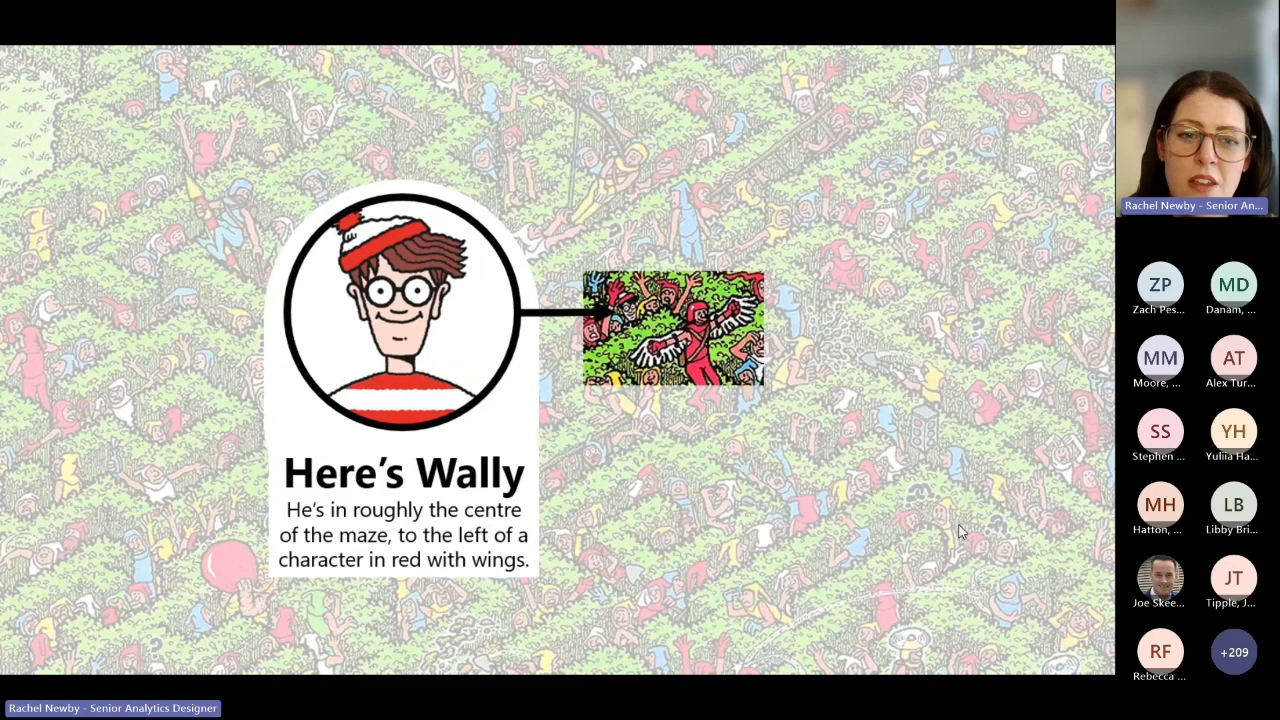 Here's Wally
He's in roughly the centre
of the maze, to the left of a
character in red with wings.
Rachel Newby - Senior An...
ZP
Zach Pes...
MD
Danam, ...
MM
Moore, ...
AT
Alex Tur...
SS
Stephen ...
YH
Yuliia Ha...
MH
Hatton, ...
LB
Libby Bri...
Joe Skee...
JT
Tipple, J...
RF
Rebecca ...
+209
Rachel Newby - Senior Analytics Designer